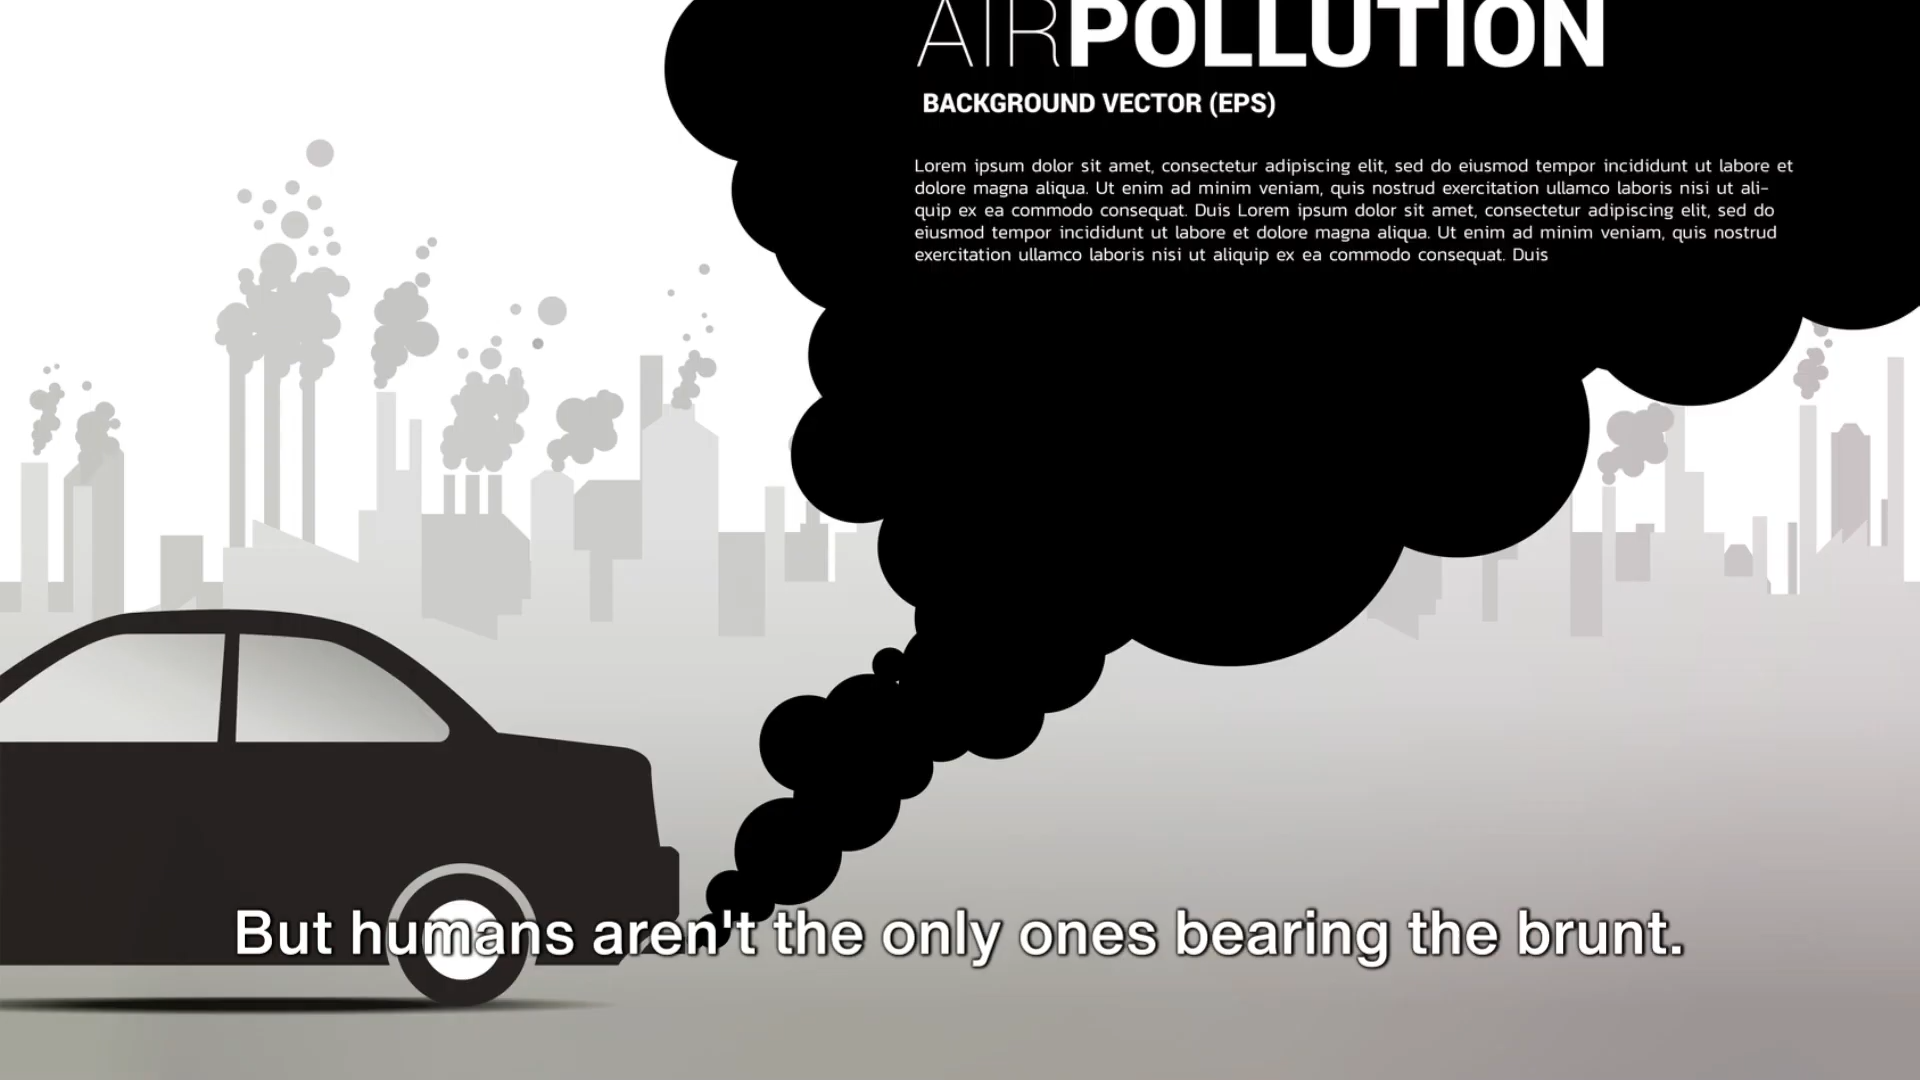 AIRPOLLUTION
BACKGROUND VECTOR (EPS)
Lorem ipsum dolor sit amet, consectetur adipiscing elit, sed do eiusmod tempor incididunt ut labore et
dolore magna aliqua. Ut enim ad minim veniam, quis nostrud exercitation ullamco laboris nisi ut ali-
quip ex ea commodo consequat. Duis Lorem ipsum dolor sit amet, consectetur adipiscing elit, sed do
eiusmod tempor incididunt ut labore et dolore magna aliqua. Ut enim ad minim veniam, quis nostrud
exercitation ullamco laboris nisi ut aliquip ex ea commodo consequat. Duis
But humans aren't the only ones bearing the brunt.